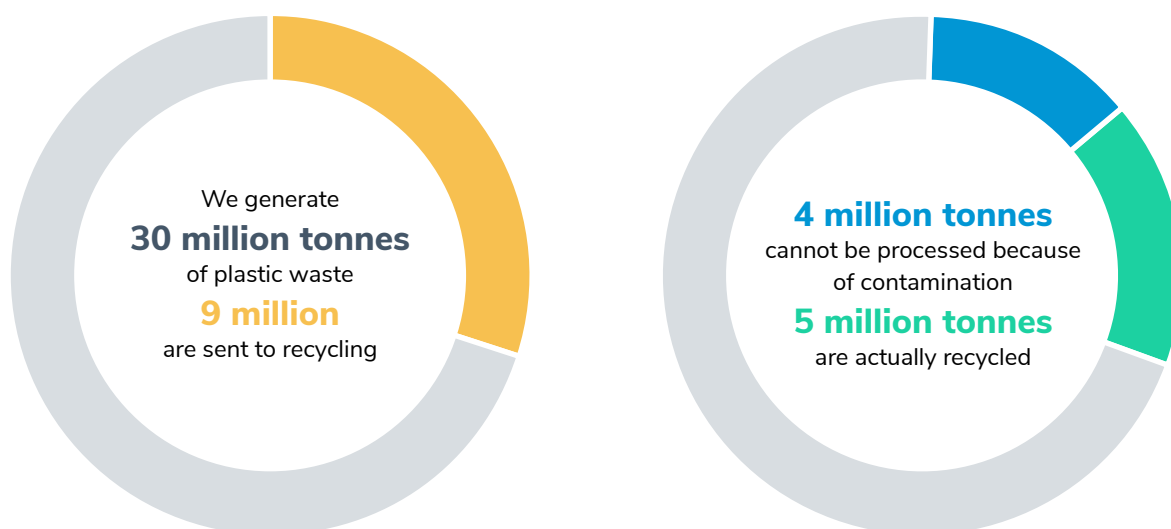 We generate
30 million tonnes
of plastic waste
9 million
are sent to recycling
4 million tonnes
cannot be processed because
of contamination
5 million tonnes
are actually recycled